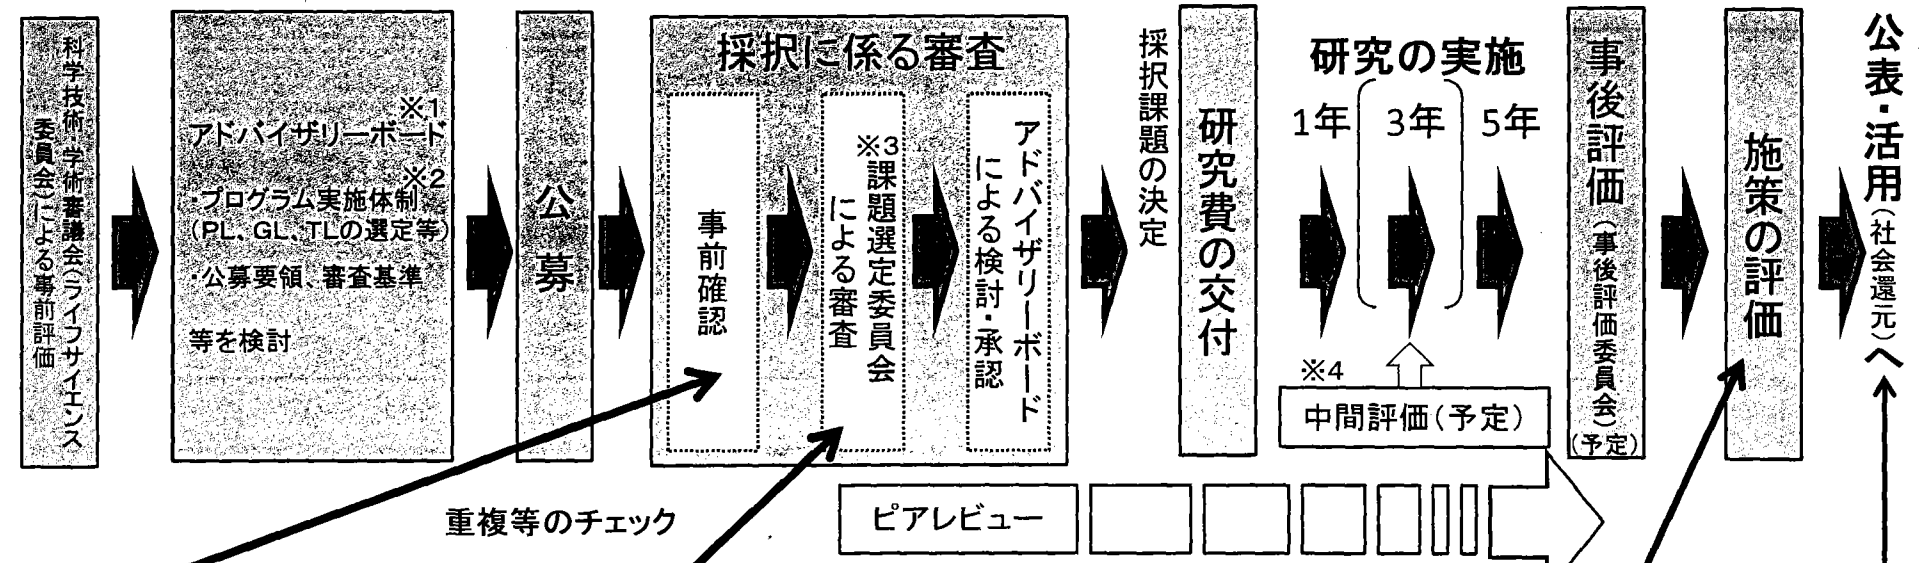 科学技術・学術審議会(ライフサイエンス
委員会)による事前評価
※1
アドバイザリーボード
※2
・プログラム実施体制
(PL、GL、TLの選定等)
・公募要領、審査基準
等を検討
公募
採択に係る審査
事前確認
※3課題選定委員会
による審査
アドバイザリーボード
による検討・承認
採択課題の決定
研究費の交付
研究の実施
1年
3年
5年
※4
中間評価(予定)
事後評価(事後評価委員会)
(予定)
施策の評価
公表・活用(社会還元)へ
重複等のチェック
ピアレビュー